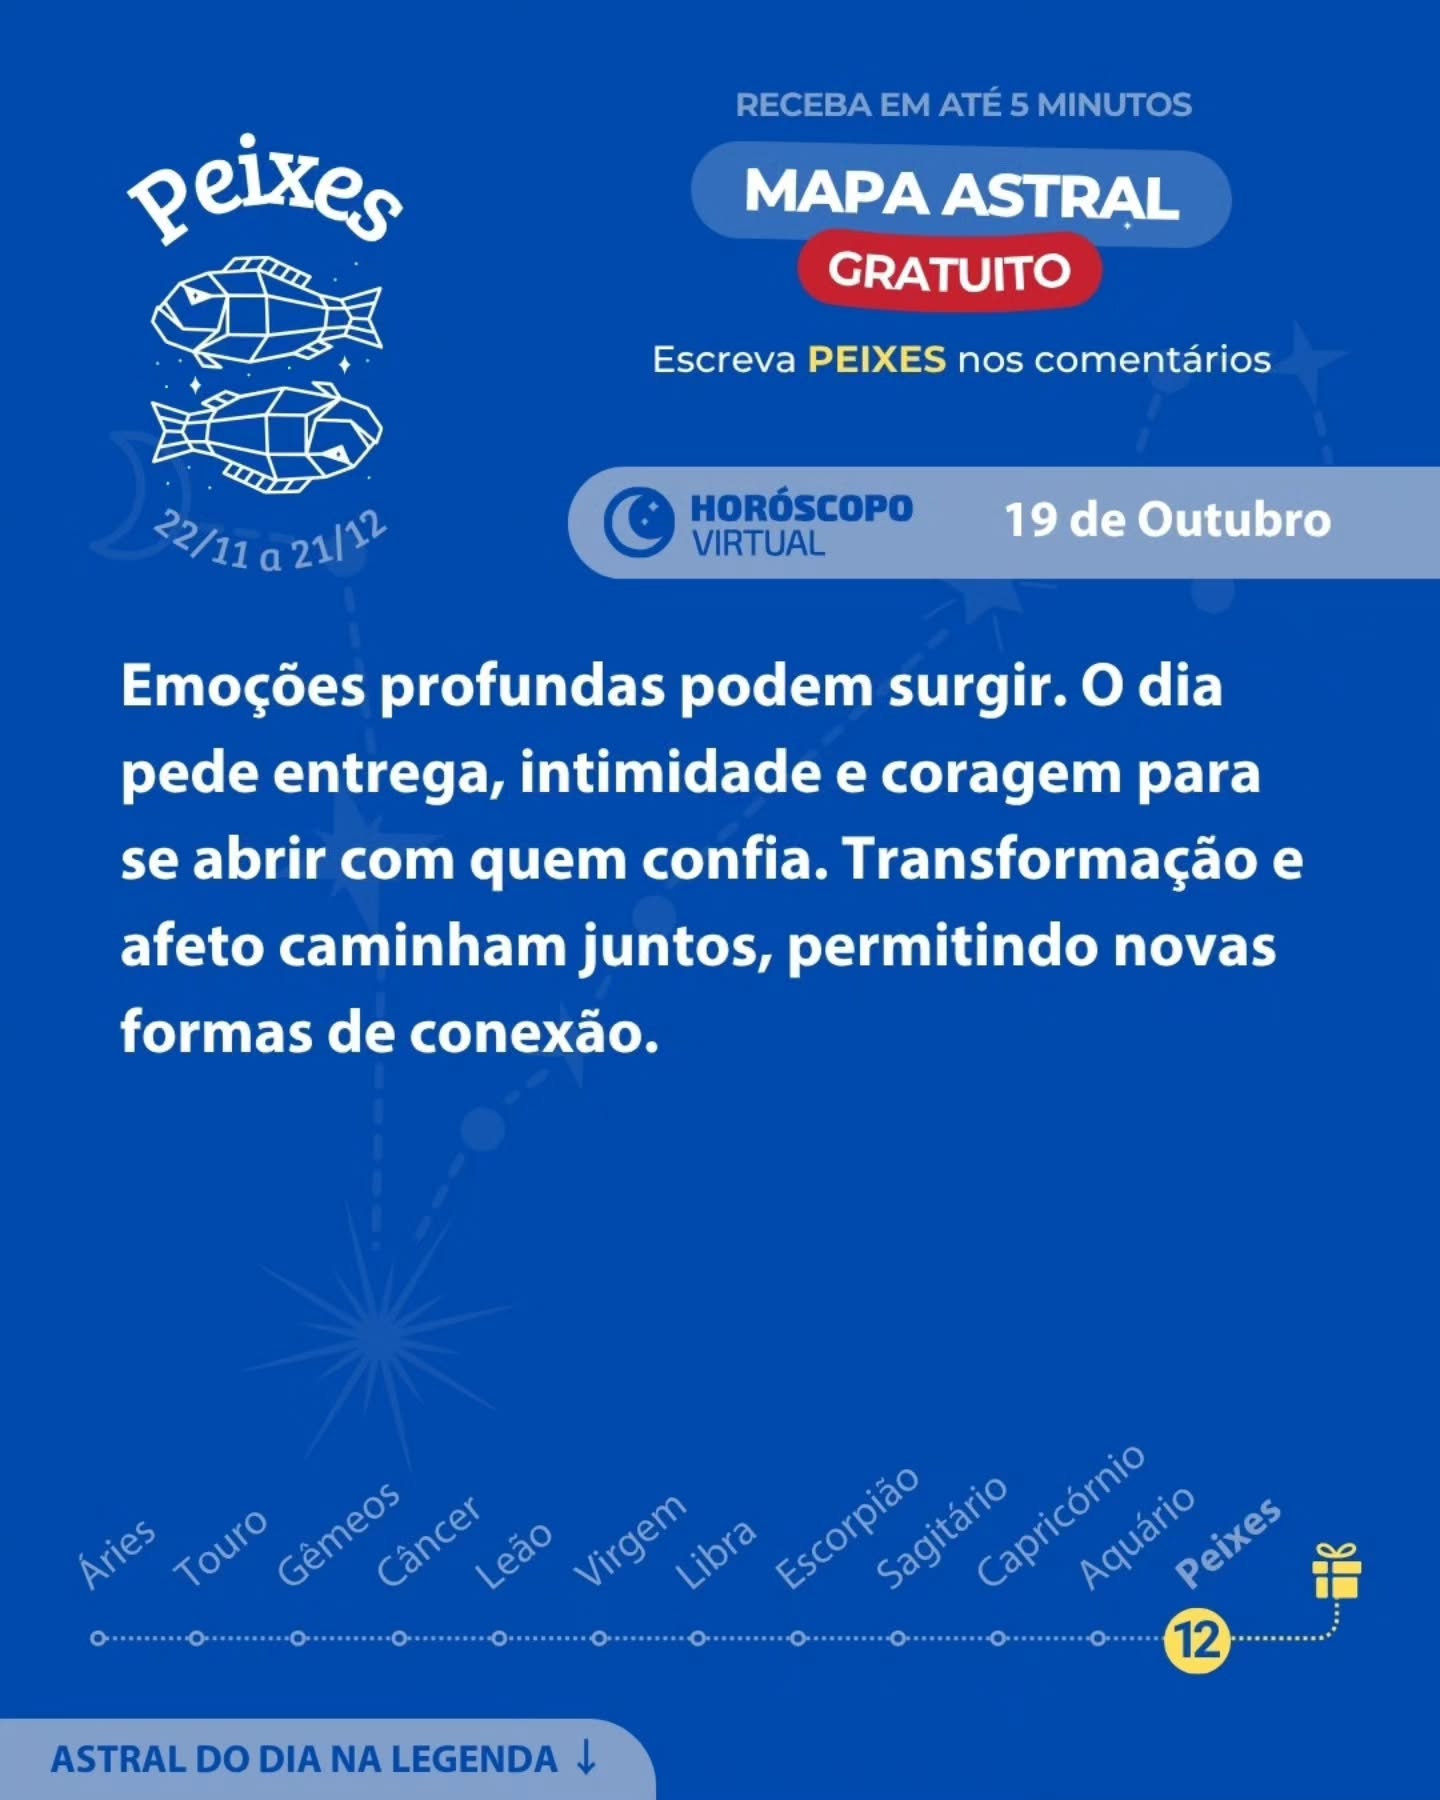 Peixes
22/11 a 21/12
RECEBA EM ATÉ 5 MINUTOS
MAPA ASTRAL
GRATUITO
Escreva PEIXES nos comentários
HORÓSCOPO
VIRTUAL
19 de Outubro
Emoções profundas podem surgir. O dia
pede entrega, intimidade e coragem para
se abrir com quem confia. Transformação e
afeto caminham juntos, permitindo novas
formas de conexão.
Áries
Touro
Gêmeos
Câncer
Leão
Virgem
Libra
Escorpião
Sagitário
Capricórnio
Aquário
Peixes
12
ASTRAL DO DIA NA LEGENDA ↓